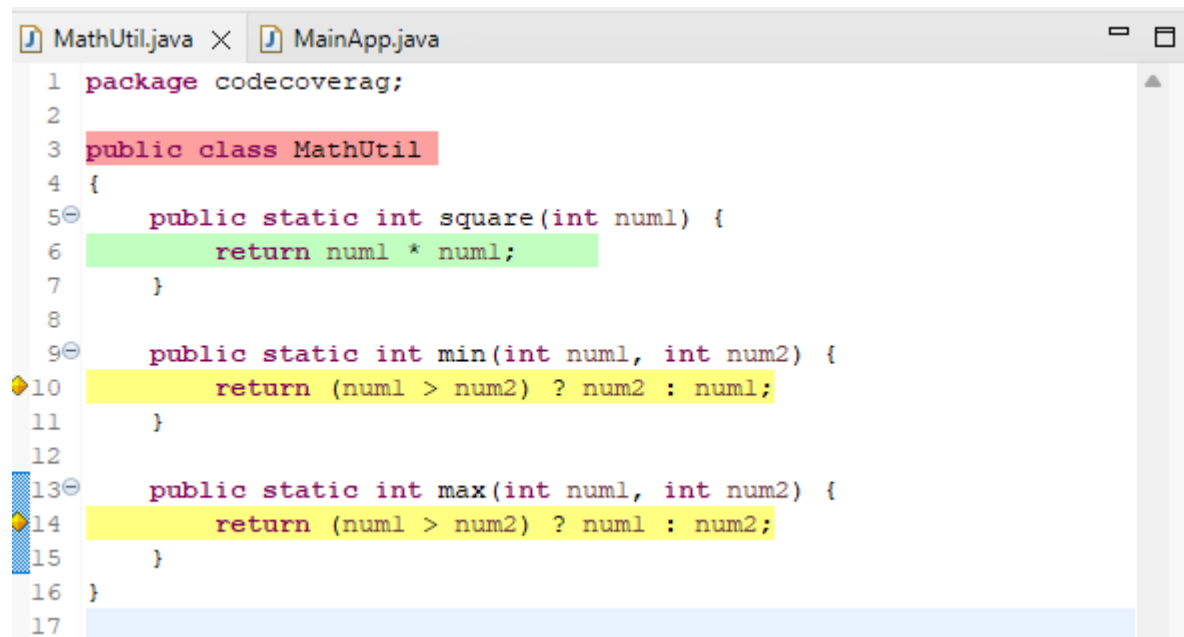 MathUtil.java MainApp.java
1 package codecoverag;
2
3 public class MathUtil
4 {
5 public static int square(int num1) {
6 return num1 * num1;
7 }
8
9 public static int min(int num1, int num2) {
10 return (num1 > num2) ? num2 : num1;
11 }
12
13 public static int max(int num1, int num2) {
14 return (num1 > num2) ? num1 : num2;
15 }
16 }
17